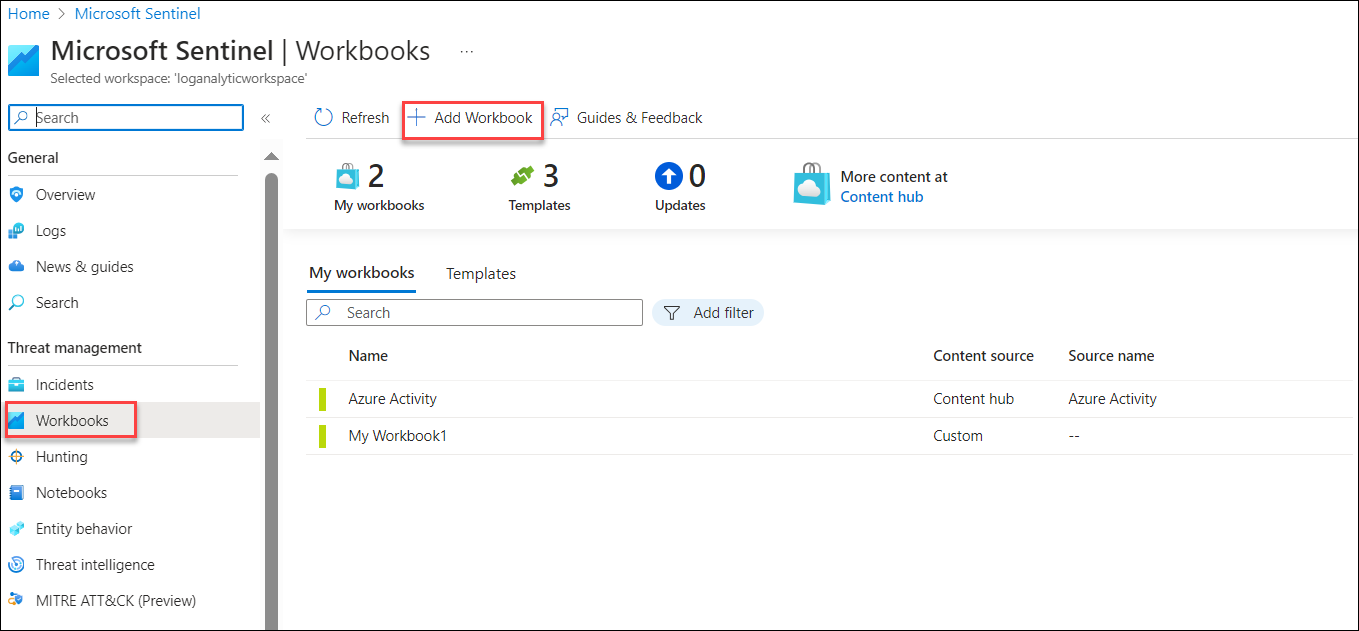 Home > Microsoft Sentinel
Microsoft Sentinel | Workbooks ...
Selected workspace: 'loganalyticworkspace'
Search «
General
Overview
Logs
News & guides
Search
Threat management
Incidents
Workbooks
Hunting
Notebooks
Entity behavior
Threat intelligence
MITRE ATT&CK (Preview)
Refresh + Add Workbook Guides & Feedback
2 My workbooks
3 Templates
0 Updates
More content at
Content hub
My workbooks Templates
Search Add filter
Name Content source Source name
Azure Activity Content hub Azure Activity
My Workbook1 Custom --